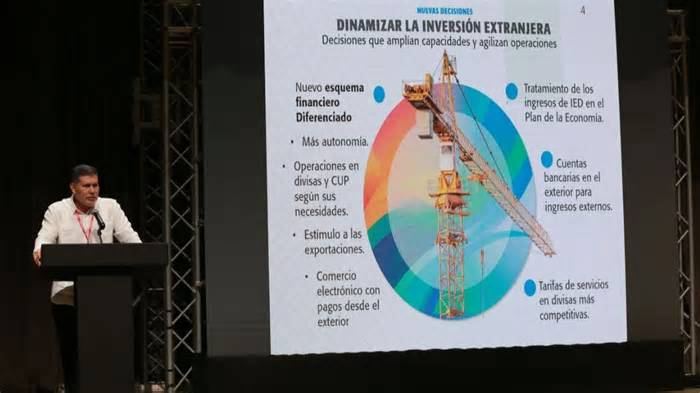 NUEVAS DECISIONES
4
DINAMIZAR LA INVERSIÓN EXTRANJERA
Decisiones que amplían capacidades y agilizan operaciones
Nuevo esquema
financiero
Diferenciado
• Más autonomía.
• Operaciones en
divisas y CUP
según sus
necesidades.
• Estímulo a las
exportaciones.
• Comercio
electrónico con
pagos desde el
exterior
Tratamiento de los
ingresos de IED en el
Plan de la Economía.
Cuentas
bancarias en el
exterior para
ingresos externos.
Tarifas de servicios
en divisas más
competitivas.